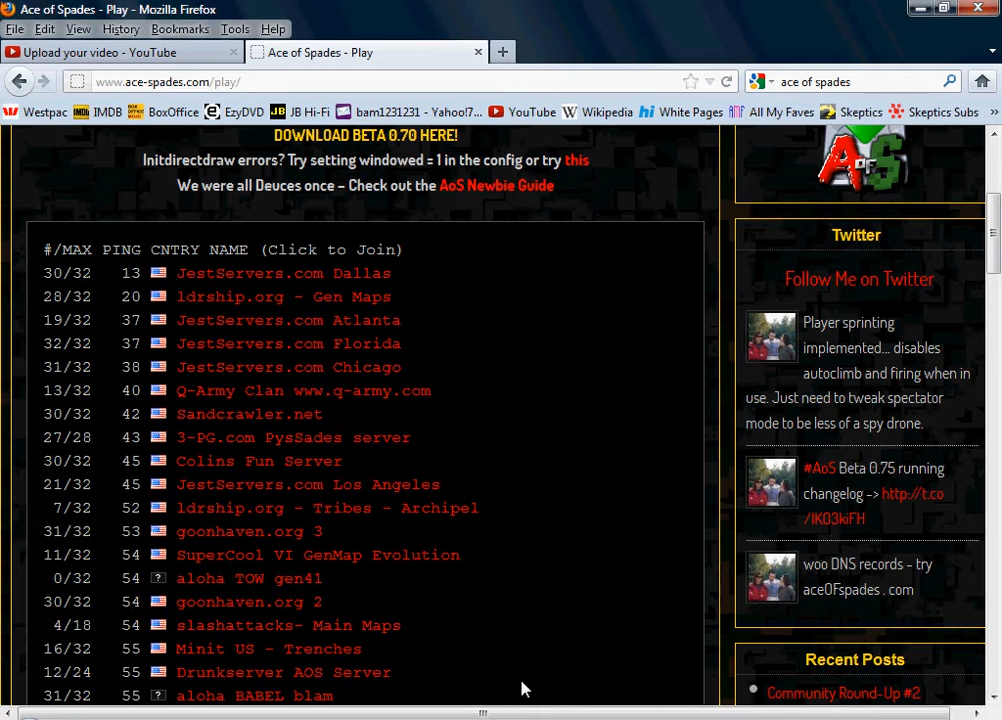 Ace of Spades - Play - Mozilla Firefox
File Edit View History Bookmarks Tools Help
Upload your video - YouTube
Ace of Spades - Play
www.ace-spades.com/play/
ace of spades
Westpac IMDB BoxOffice EzyDVD JB Hi-Fi bam1231231 - Yahoo!7... YouTube Wikipedia White Pages All My Faves Skeptics Skeptics Subs
DOWNLOAD BETA 0.70 HERE!
Initdirectdraw errors? Try setting windowed = 1 in the config or try this
We were all Deuces once – Check out the AoS Newbie Guide
#/MAX PING CNTRY NAME (Click to Join)
30/32 13 JestServers.com Dallas
28/32 20 ldrship.org - Gen Maps
19/32 37 JestServers.com Atlanta
32/32 37 JestServers.com Florida
31/32 38 JestServers.com Chicago
13/32 40 Q-Army Clan www.q-army.com
30/32 42 Sandcrawler.net
27/28 43 3-PG.com PysSades server
30/32 45 Colins Fun Server
21/32 45 JestServers.com Los Angeles
7/32 52 ldrship.org - Tribes - Archipel
31/32 53 goonhaven.org 3
11/32 54 SuperCool VI GenMap Evolution
0/32 54 ? aloha TOW gen41
30/32 54 goonhaven.org 2
4/18 54 slashattacks- Main Maps
16/32 55 Minit US - Trenches
12/24 55 Drunkserver AOS Server
31/32 55 ? aloha BABEL blam
A of S
Twitter
Follow Me on Twitter
Player sprinting
implemented... disables
autoclimb and firing when in
use. Just need to tweak spectator
mode to be less of a spy drone.
#AoS Beta 0.75 running
changelog -> http://t.co
/IKO3kiFH
woo DNS records - try
aceOFspades . com
Recent Posts
Community Round-Up #2